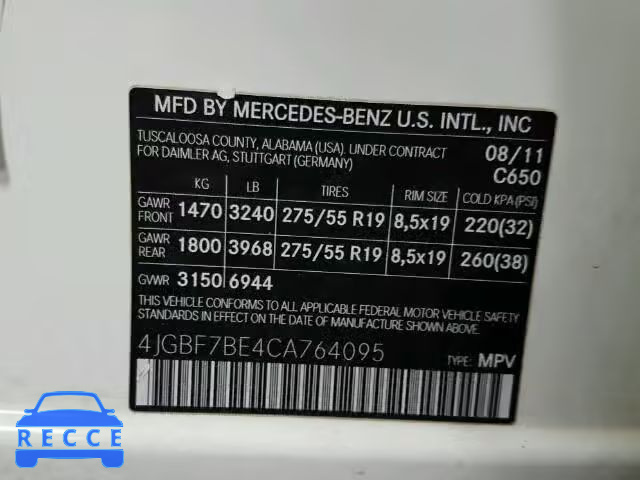 MFD BY MERCEDES-BENZ U.S. INTL., INC
TUSCALOOSA COUNTY, ALABAMA (USA). UNDER CONTRACT
FOR DAIMLER AG, STUTTGART (GERMANY)
08/11
C650
KG LB TIRES RIM SIZE COLD KPA(PSI)
GAWR FRONT 1470 3240 275/55 R19 8,5x19 220(32)
GAWR REAR 1800 3968 275/55 R19 8,5x19 260(38)
GVWR 3150 6944
THIS VEHICLE CONFORMS TO ALL APPLICABLE FEDERAL MOTOR VEHICLE SAFETY,
STANDARDS IN EFFECT ON THE DATE OF MANUFACTURE SHOWN ABOVE.
4JGBF7BE4CA764095
TYPE: MPV
RECCE